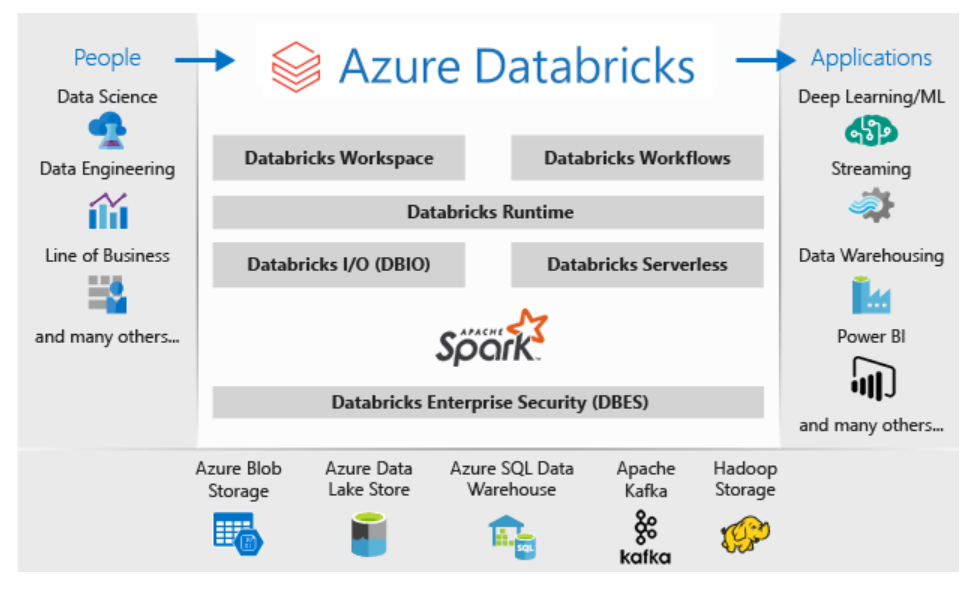 People
Azure Databricks
Applications
Data Science
Data Engineering
Line of Business
and many others...
Databricks Workspace
Databricks Workflows
Databricks Runtime
Databricks I/O (DBIO)
Databricks Serverless
APACHE
Spark
Databricks Enterprise Security (DBES)
Deep Learning/ML
Streaming
Data Warehousing
Power BI
and many others...
Azure Blob
Storage
Azure Data
Lake Store
Azure SQL Data
Warehouse
SQL
Apache
Kafka
kafka
Hadoop
Storage